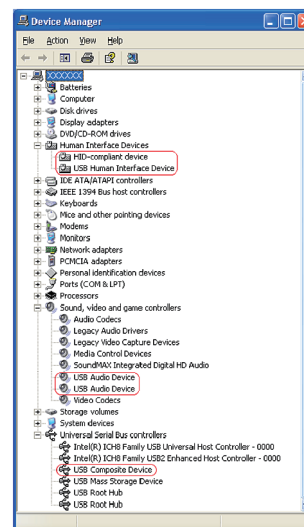 Device Manager
File Action View Help
XXXXXX
Batteries
Computer
Disk drives
Display adapters
DVD/CD-ROM drives
Human Interface Devices
HID-compliant device
USB Human Interface Device
IDE ATA/ATAPI controllers
IEEE 1394 Bus host controllers
Keyboards
Mice and other pointing devices
Modems
Monitors
Network adapters
PCMCIA adapters
Personal identification devices
Ports (COM & LPT)
Processors
Sound, video and game controllers
Audio Codecs
Legacy Audio Drivers
Legacy Video Capture Devices
Media Control Devices
SoundMAX Integrated Digital HD Audio
USB Audio Device
USB Audio Device
Video Codecs
Storage volumes
System devices
Universal Serial Bus controllers
Intel(R) ICH8 Family USB Universal Host Controller - 0000
Intel(R) ICH8 Family USB2 Enhanced Host Controller - 0000
USB Composite Device
USB Mass Storage Device
USB Root Hub
USB Root Hub